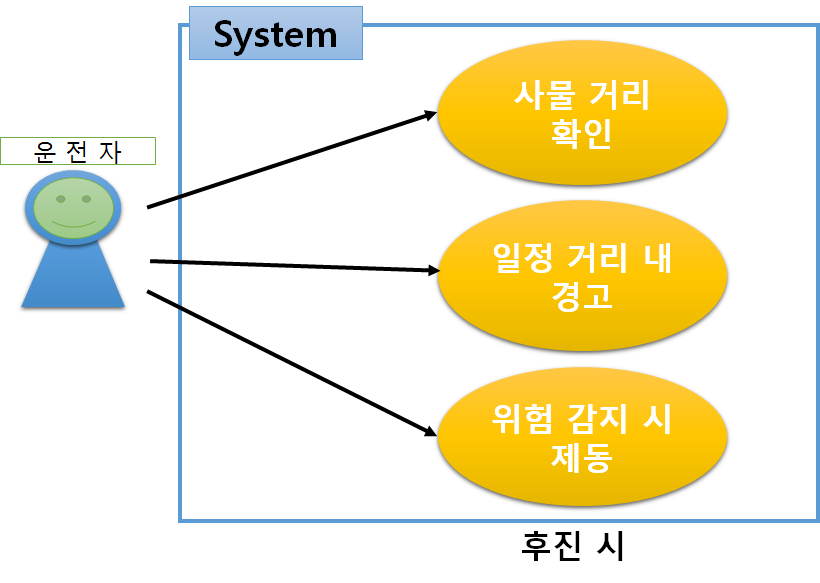 System
운 전 자
사물 거리
확인
일정 거리 내
경고
위험 감지 시
제동
후진 시